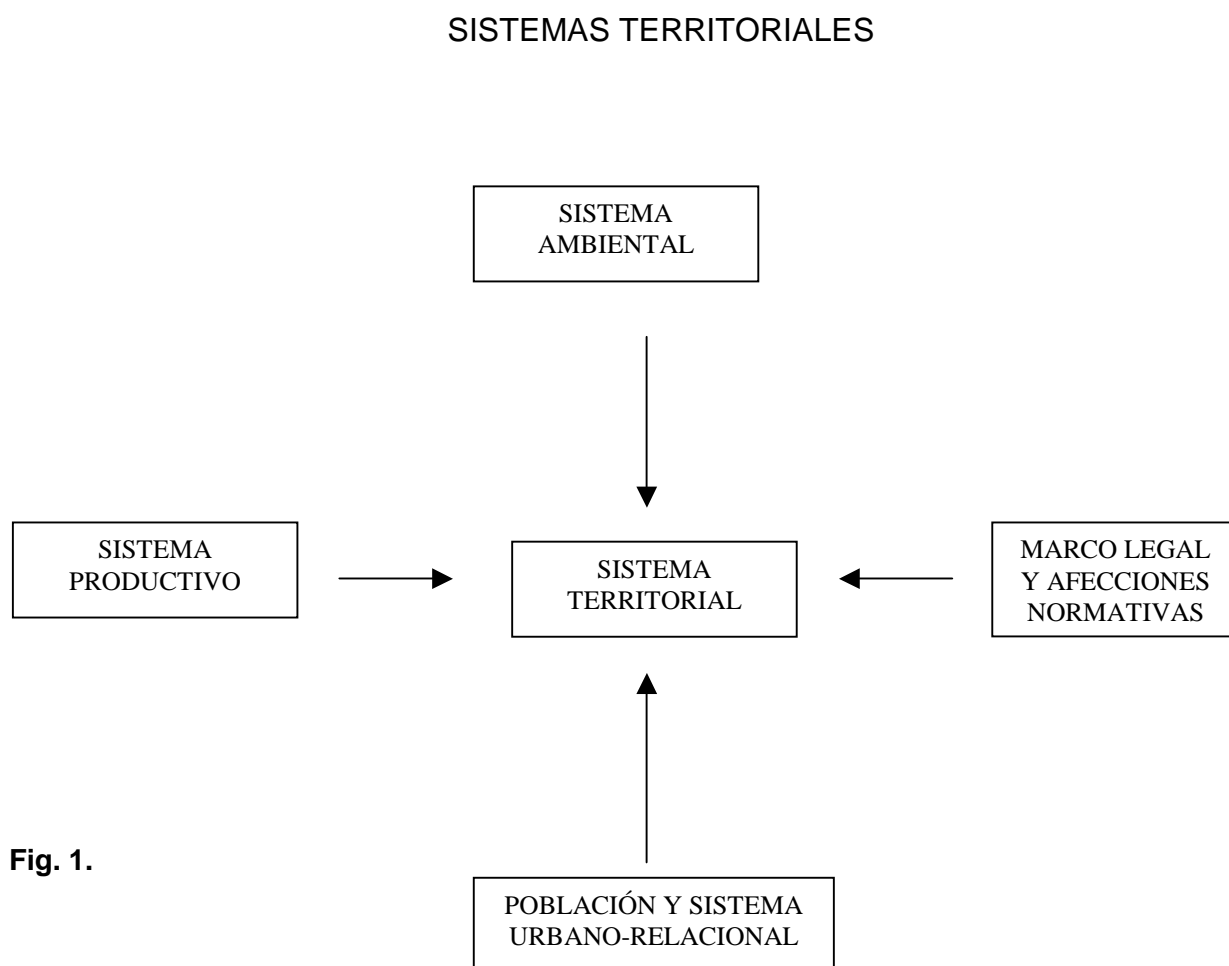 SISTEMAS TERRITORIALES
SISTEMA
AMBIENTAL
SISTEMA
PRODUCTIVO
SISTEMA
TERRITORIAL
MARCO LEGAL
Y AFECCIONES
NORMATIVAS
Fig. 1.
POBLACIÓN Y SISTEMA
URBANO-RELACIONAL